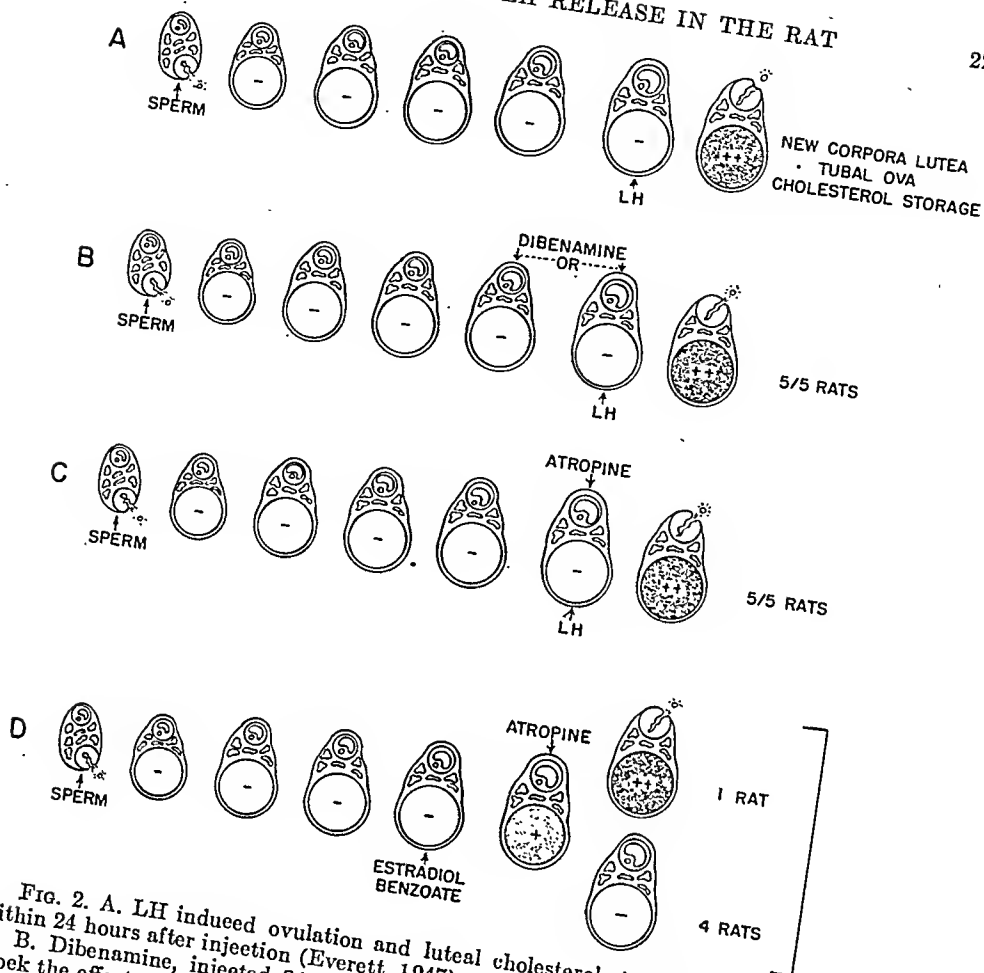 RELEASE IN THE RAT
A
SPERM
- - - - -
LH
++
NEW CORPORA LUTEA
TUBAL OVA
CHOLESTEROL STORAGE
B
DIBENAMINE
OR
SPERM
- - - - -
LH
++
5/5 RATS
C
ATROPINE
SPERM
- - - - -
LH
++
5/5 RATS
D
ATROPINE
SPERM
- - - -
ESTRADIOL
BENZOATE
+
++
1 RAT
-
4 RATS
FIG. 2. A. LH induced ovulation and luteal cholesterol
within 24 hours after injection (Everett, 1947)
B. Dibenamine, injected